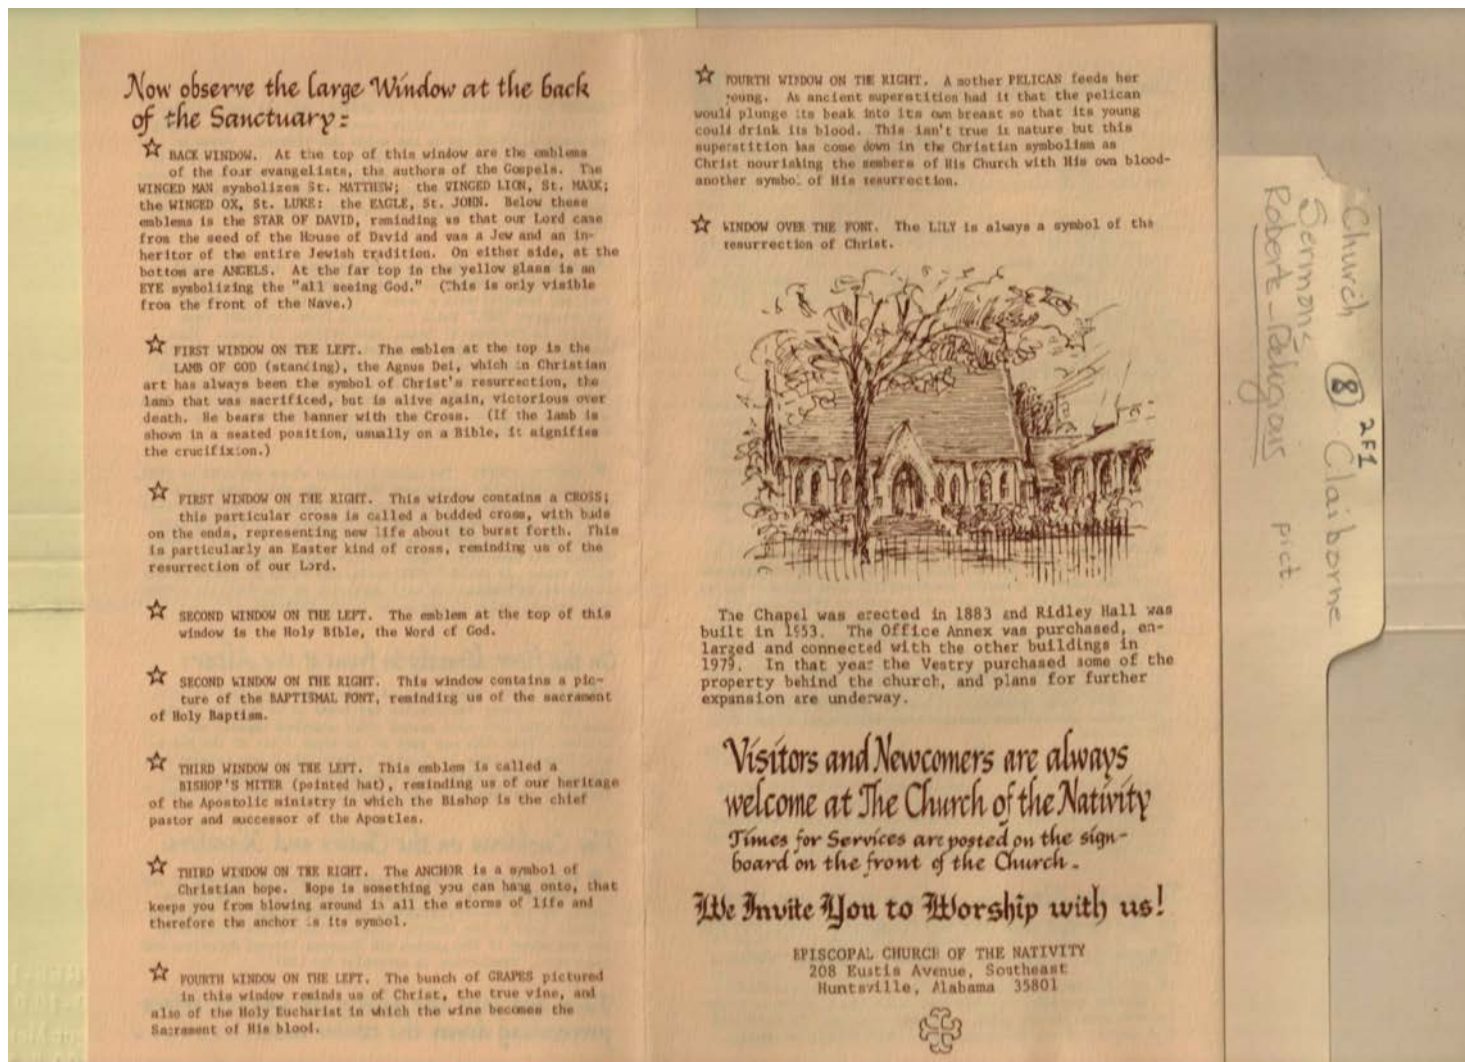 Now observe the large Window at the back
of the Sanctuary:
BACK WINDOW. At the top of this window are the emblems
of the four evangelists, the authors of the Gospels. The
WINGED MAN symbolizes St. MATTHEW; the WINGED LION, St. MARK;
the WINGED OX, St. LUKE: the EAGLE, St. JOHN. Below these
emblems is the STAR OF DAVID, reminding us that our Lord came
from the seed of the House of David and was a Jew and an in-
heritor of the entire Jewish tradition. On either side, at the
bottom are ANGELS. At the far top in the yellow glass is an
EYE symbolizing the "all seeing God." (This is only visible
from the front of the Nave.)
FIRST WINDOW ON THE LEFT. The emblem at the top is the
LAMB OF GOD (standing), the Agnus Dei, which in Christian
art has always been the symbol of Christ's resurrection, the
lamb that was sacrificed, but is alive again, victorious over
death. He bears the banner with the Cross. (If the lamb is
shown in a seated position, usually on a Bible, it signifies
the crucifixion.)
FIRST WINDOW ON THE RIGHT. This window contains a CROSS;
this particular cross is called a budded cross, with buds
on the ends, representing new life about to burst forth. This
is particularly an Easter kind of cross, reminding us of the
resurrection of our Lord.
SECOND WINDOW ON THE LEFT. The emblem at the top of this
window is the Holy Bible, the Word of God.
SECOND WINDOW ON THE RIGHT. This window contains a pic-
ture of the BAPTISMAL FONT, reminding us of the sacrament
of Holy Baptism.
THIRD WINDOW ON THE LEFT. This emblem is called a
BISHOP'S MITER (pointed hat), reminding us of our heritage
of the Apostolic ministry in which the Bishop is the chief
pastor and successor of the Apostles.
THIRD WINDOW ON THE RIGHT. The ANCHOR is a symbol of
Christian hope. Hope is something you can hang onto, that
keeps you from blowing around in all the storms of life and
therefore the anchor is its symbol.
FOURTH WINDOW ON THE LEFT. The bunch of GRAPES pictured
in this window reminds us of Christ, the true vine, and
also of the Holy Eucharist in which the wine becomes the
Sacrament of His blood.
FOURTH WINDOW ON THE RIGHT. A mother PELICAN feeds her
young. An ancient superstition had it that the pelican
would plunge its beak into its own breast so that its young
could drink its blood. This isn't true in nature but this
superstition has come down in the Christian symbolism as
Christ nourishing the members of His Church with His own blood-
another symbol of His resurrection.
WINDOW OVER THE FONT. The LILY is always a symbol of the
resurrection of Christ.
The Chapel was erected in 1883 and Ridley Hall was
built in 1953. The Office Annex was purchased, en-
larged and connected with the other buildings in
1979. In that year the Vestry purchased some of the
property behind the church, and plans for further
expansion are underway.
Visitors and Newcomers are always
welcome at The Church of the Nativity
Times for Services are posted on the sign-
board on the front of the Church.
We Invite You to Worship with us!
EPISCOPAL CHURCH OF THE NATIVITY
208 Eustis Avenue, Southeast
Huntsville, Alabama 35801
Church 8 Claiborne
2F1
Sermons
Roberts-Religious pict.